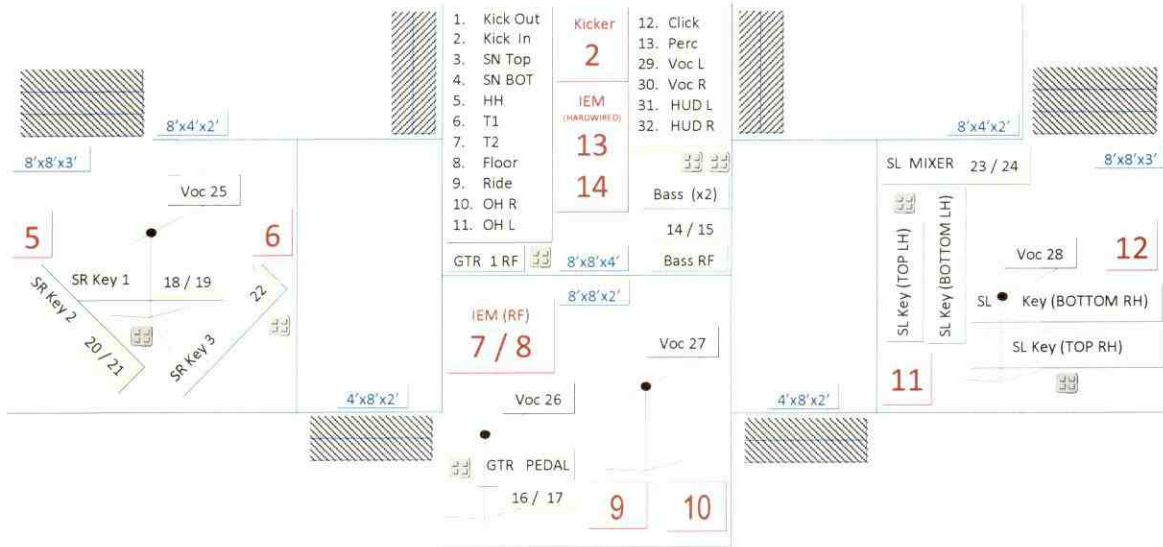 1. Kick Out
2. Kick In
3. SN Top
4. SN BOT
5. HH
6. T1
7. T2
8. Floor
9. Ride
10. OH R
11. OH L
Kicker
2
IEM
(HARDWIRED)
13
14
12. Click
13. Perc
29. Voc L
30. Voc R
31. HUD L
32. HUD R
Bass (x2)
14 / 15
Bass RF
GTR 1 RF
8'x8'x4'
8'x4'x2'
8'x8'x3'
Voc 25
5
6
SR Key 1 18 / 19
SR Key 2
20 / 21
SR Key 3
22
4'x8'x2'
8'x8'x2'
IEM (RF)
7 / 8
Voc 27
Voc 26
GTR PEDAL
16 / 17
9
10
4'x8'x2'
8'x4'x2'
8'x8'x3'
SL MIXER 23 / 24
SL Key (TOP LH)
SL Key (BOTTOM LH)
Voc 28
12
SL Key (BOTTOM RH)
SL Key (TOP RH)
11